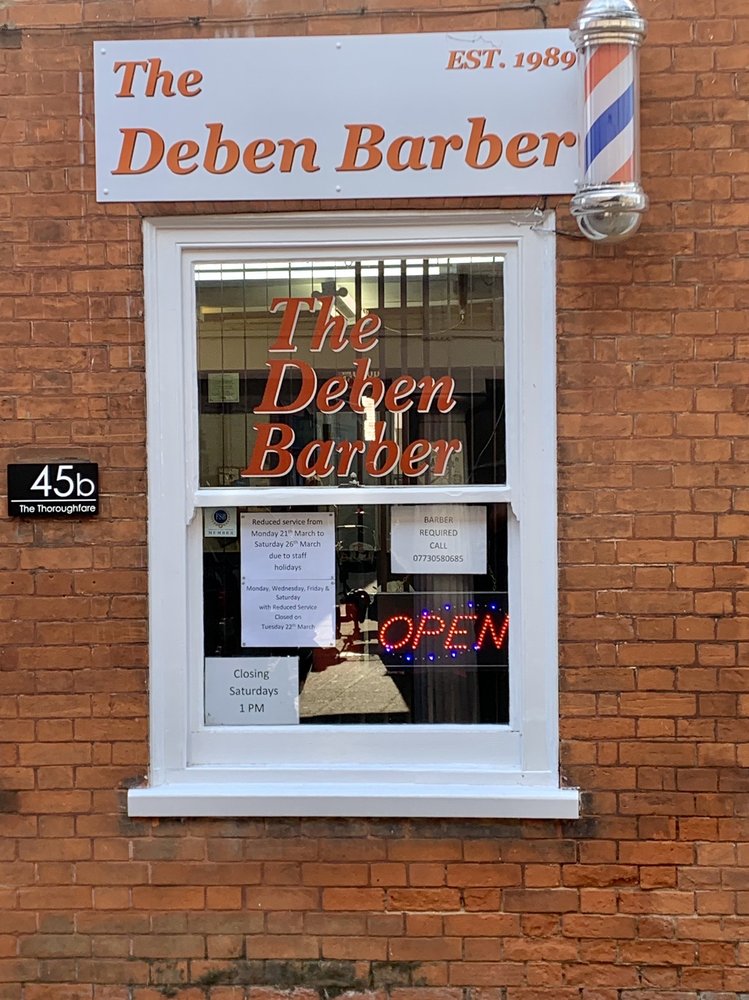 The
EST. 1989
Deben Barber
The
Deben
Barber
45b
The Thoroughfare
fsb
MEMBER
Reduced service from
Monday 21st March to
Saturday 26th March
due to staff
holidays
Monday, Wednesday, Friday &
Saturday
with Reduced Service
Closed on
Tuesday 22nd March
BARBER
REQUIRED
CALL
07730580685
OPEN
Closing
Saturdays
1 PM